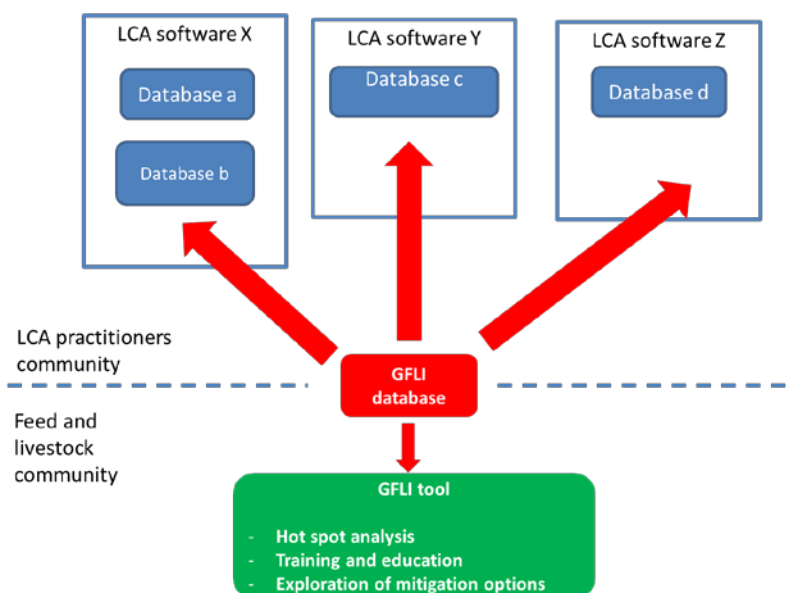 LCA software X
LCA software Y
LCA software Z
Database a
Database c
Database d
Database b
LCA practitioners
community
GFLI
database
Feed and
livestock
community
GFLI tool
- Hot spot analysis
- Training and education
- Exploration of mitigation options